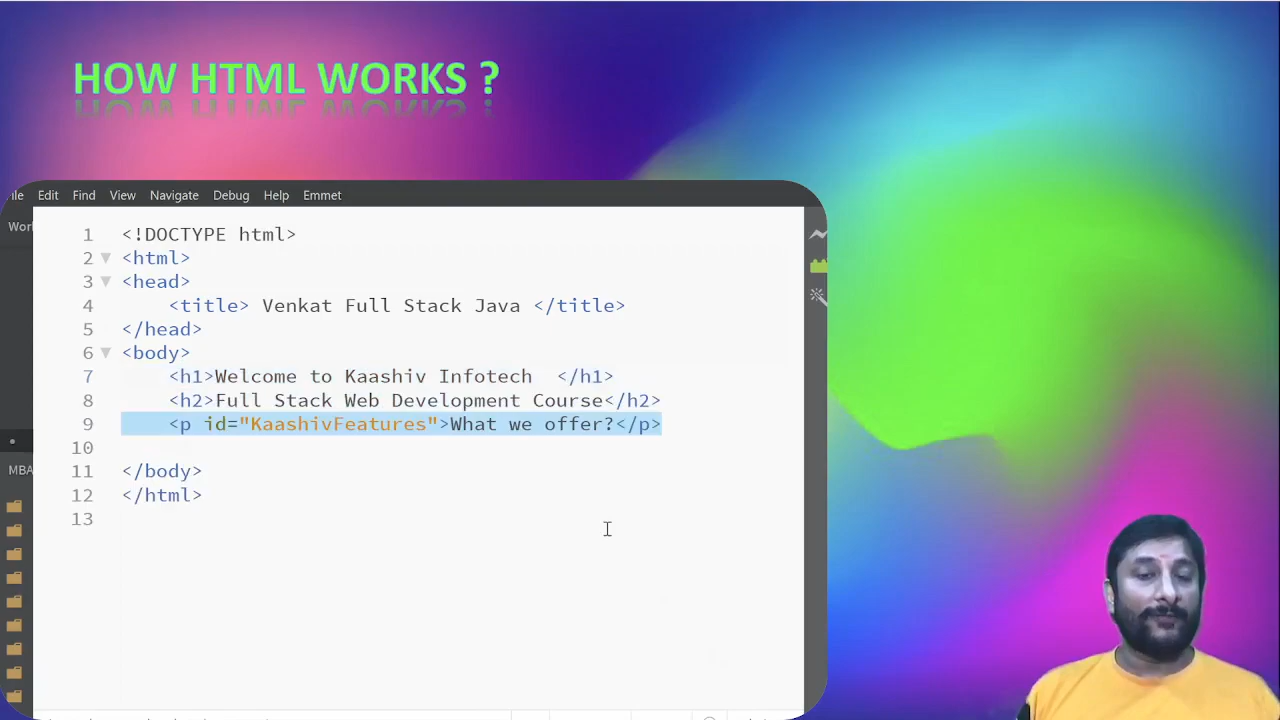 HOW HTML WORKS ?
ile Edit Find View Navigate Debug Help Emmet
Work
1 <!DOCTYPE html>
2 <html>
3 <head>
4 <title> Venkat Full Stack Java </title>
5 </head>
6 <body>
7 <h1>Welcome to Kaashiv Infotech </h1>
8 <h2>Full Stack Web Development Course</h2>
9 <p id="KaashivFeatures">What we offer?</p>
10
11 </body>
MBA
12 </html>
13